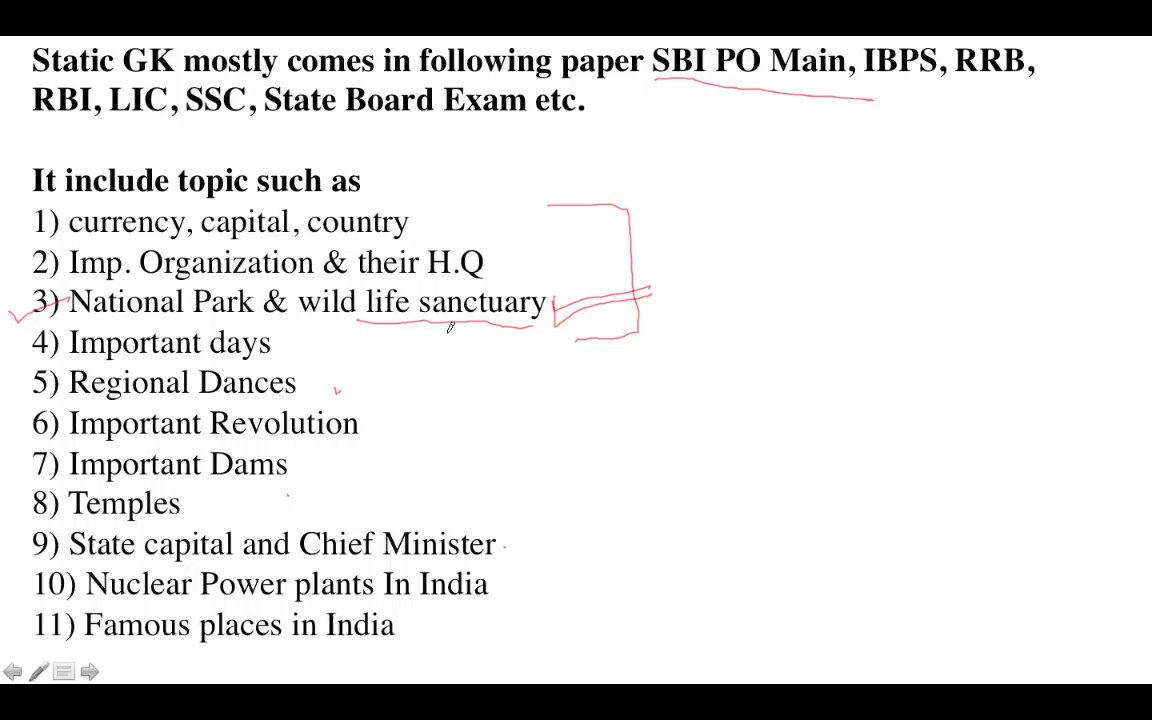 Static GK mostly comes in following paper SBI PO Main, IBPS, RRB,
RBI, LIC, SSC, State Board Exam etc.
It include topic such as
1) currency, capital, country
2) Imp. Organization & their H.Q
3) National Park & wild life sanctuary
4) Important days
5) Regional Dances
6) Important Revolution
7) Important Dams
8) Temples
9) State capital and Chief Minister
10) Nuclear Power plants In India
11) Famous places in India